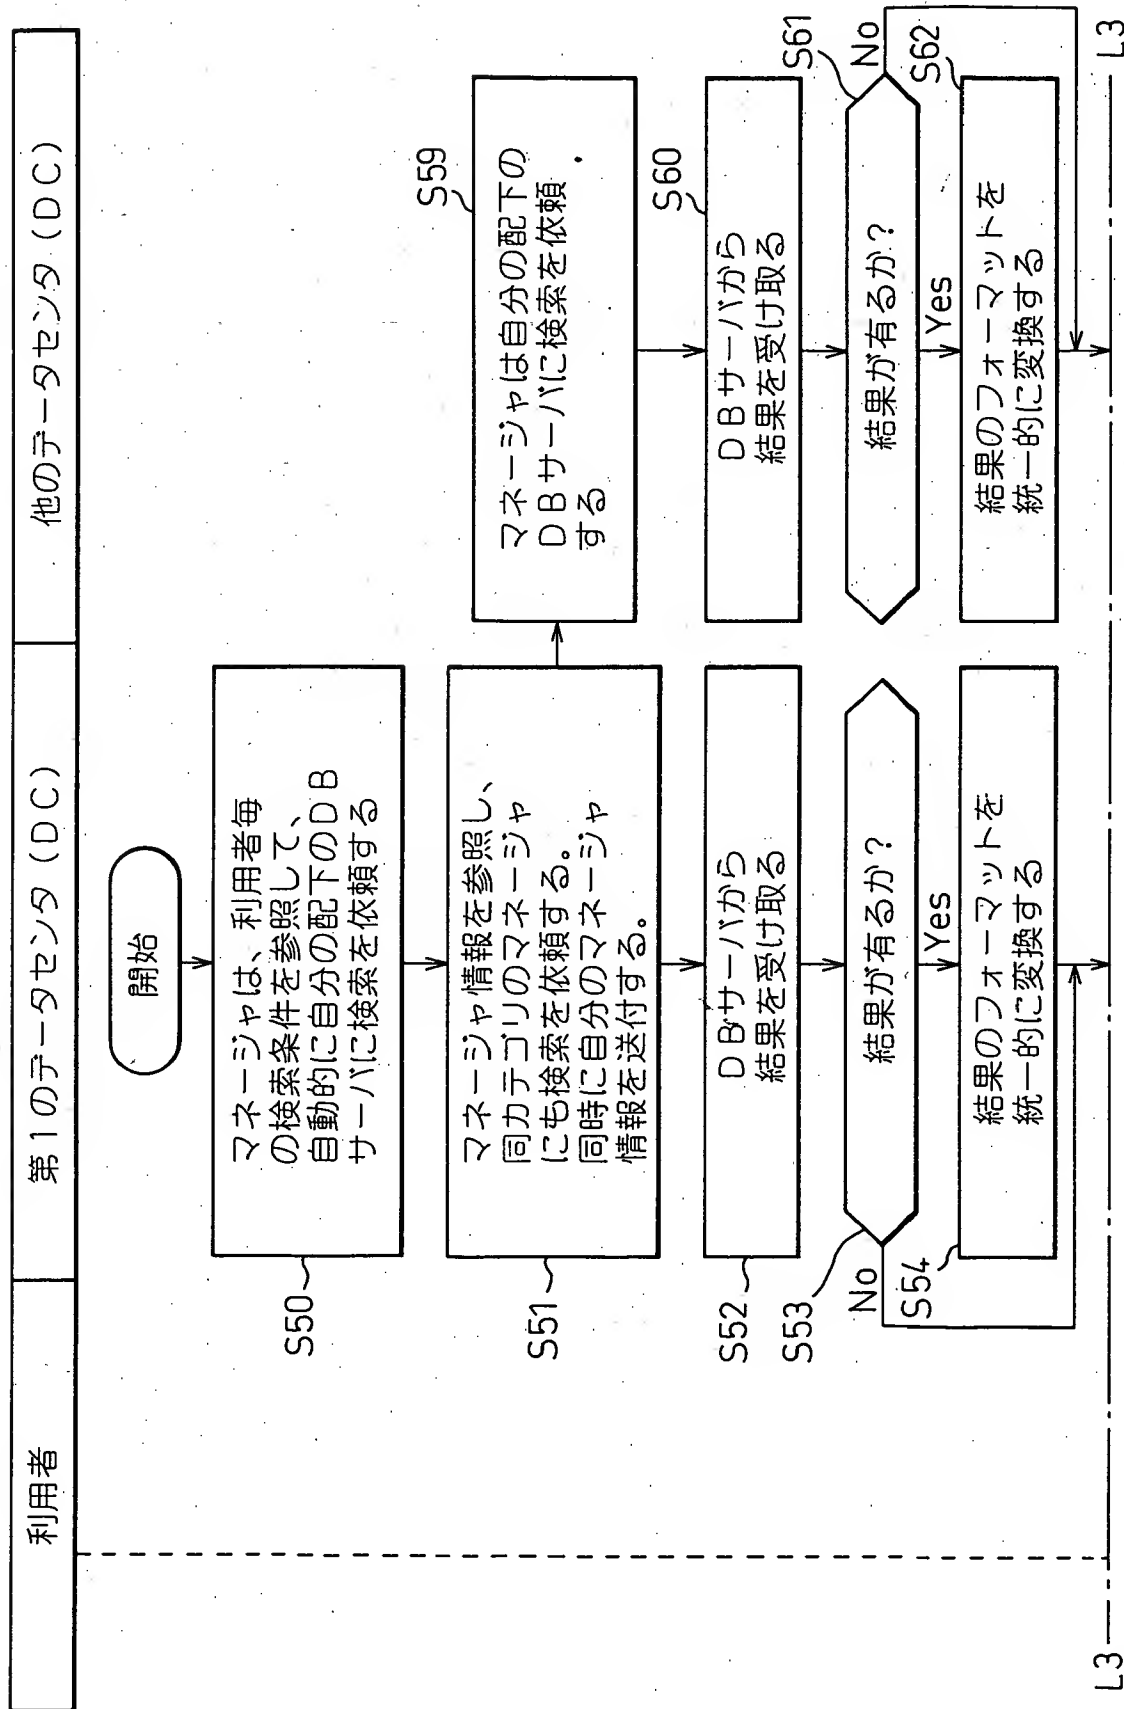 利用者
第1のデータセンタ(DC)
他のデータセンタ(DC)
開始
S50
マネージャは、利用者毎
の検索条件を参照して、
自動的に自分の配下のDB
サーバに検索を依頼する
S51
マネージャ情報を参照し、
同カテゴリのマネージャ
にも検索を依頼する。
同時に自分のマネージャ
情報を送付する。
S59
マネージャは自分の配下の
DBサーバに検索を依頼
する
S52
DBサーバから
結果を受け取る
S60
DBサーバから
結果を受け取る
S53
結果が有るか?
No
Yes
S61
結果が有るか?
No
Yes
S54
結果のフォーマットを
統一的に変換する
S62
結果のフォーマットを
統一的に変換する
L3
L3